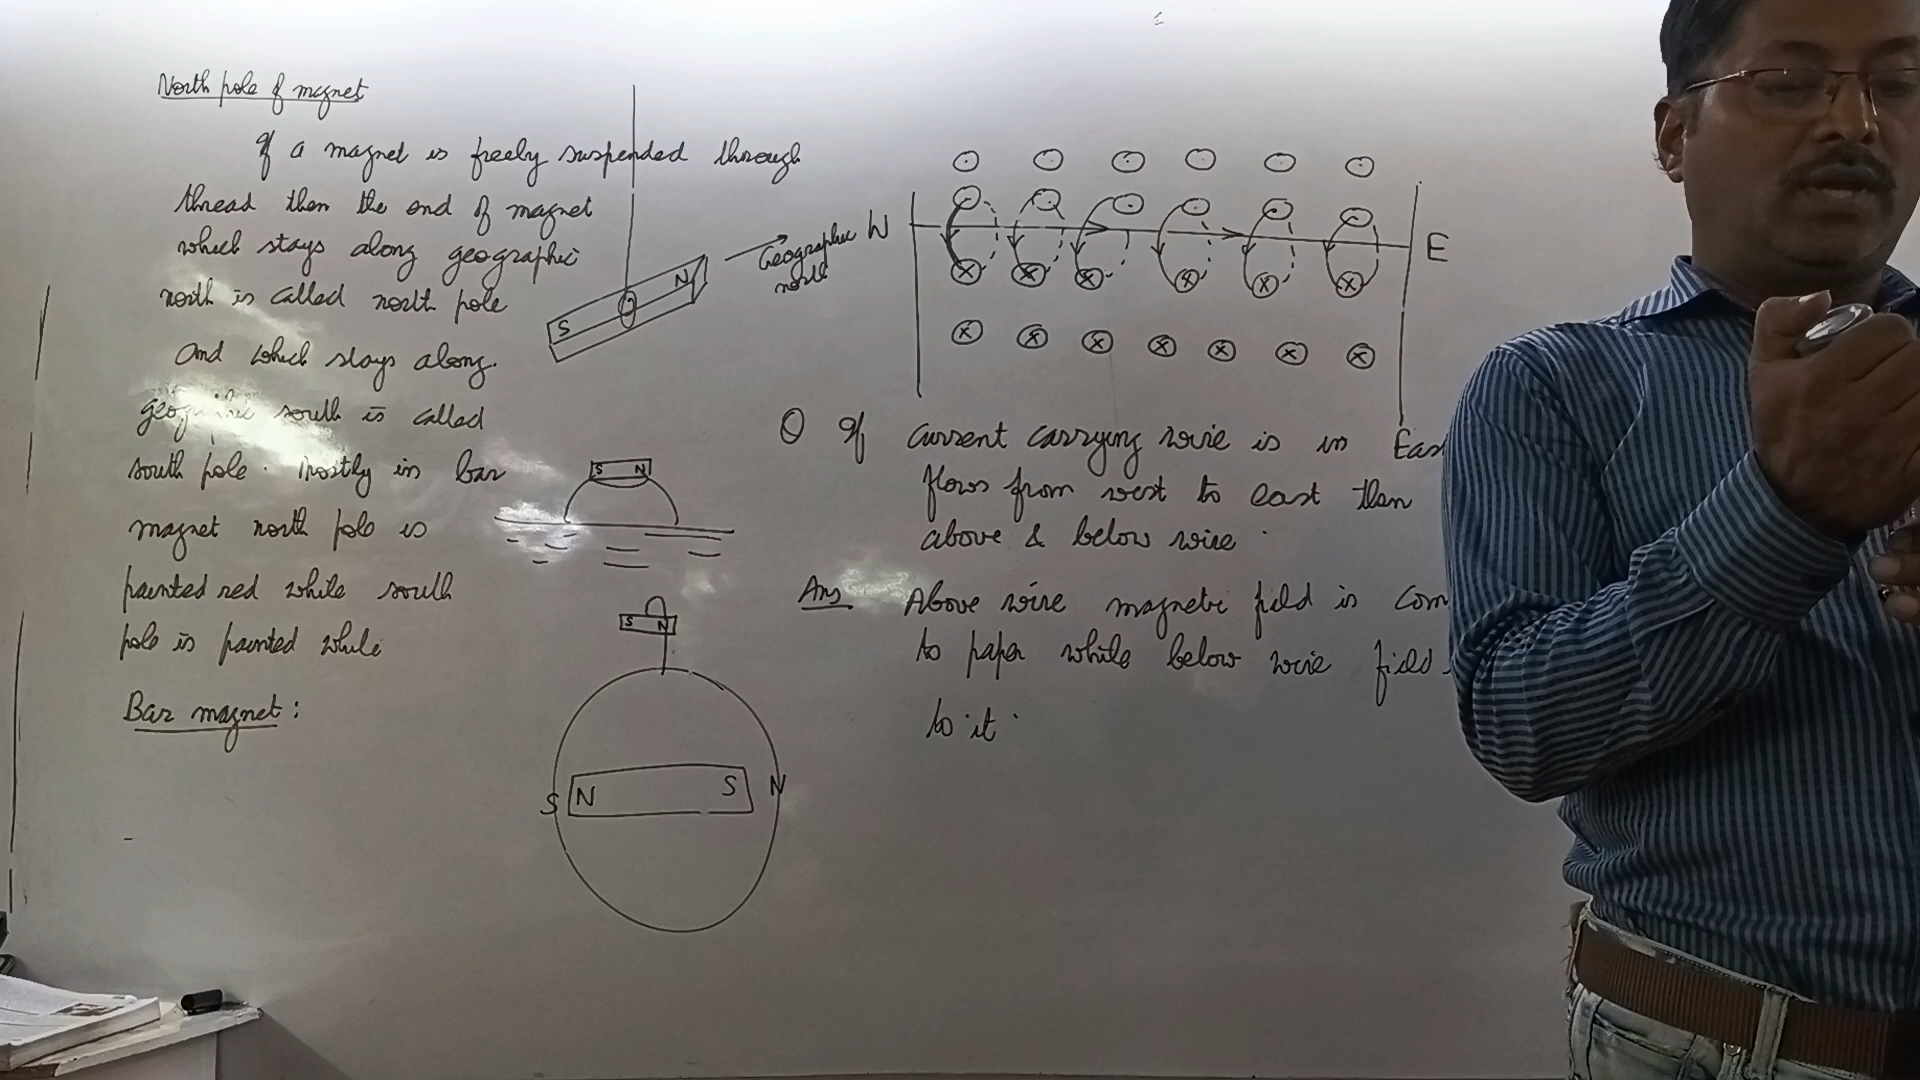 North pole of magnet
If a magnet is freely suspended through
thread then the end of magnet
which stays along geographic
north is called north pole
and which stays along
geographic south is called
south pole. Mostly in bar
magnet north pole is
painted red while south
pole is painted while
Bar magnet:
S N
Geographic
north
S N
S N
S N S N
W E
Q If current carrying wire is in Eas
flows from west to east then
above & below wire.
Ans Above wire magnetic field is com
to paper while below wire field
to it.